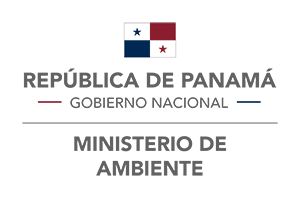 REPÚBLICA DE PANAMÁ
GOBIERNO NACIONAL
MINISTERIO DE
AMBIENTE